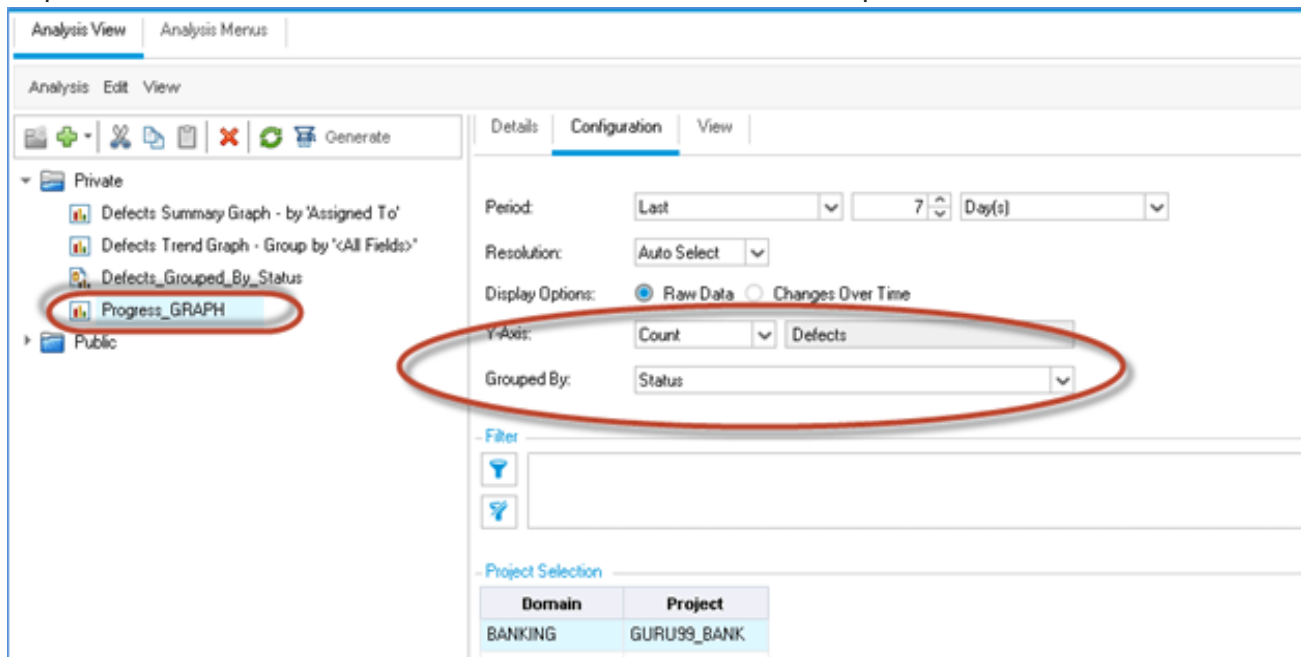 Analysis View Analysis Menus
Analysis Edit View
Generate
Details Configuration View
Private
Defects Summary Graph - by 'Assigned To'
Defects Trend Graph - Group by '<All Fields>'
Defects_Grouped_By_Status
Progress_GRAPH
Public
Period: Last 7 Day(s)
Resolution: Auto Select
Display Options: Raw Data Changes Over Time
Y-Axis: Count Defects
Grouped By: Status
Filter
Project Selection
Domain Project
BANKING GURU99_BANK